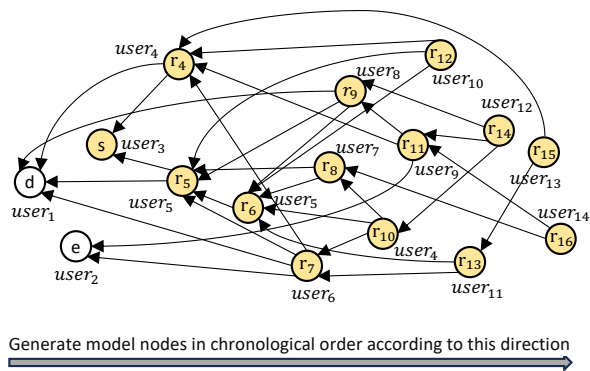 r4
user4
r12
user10
r9
user8
user12
r14
s
user3
r11
user9
r15
user13
r8
user7
d
user1
r5
user5
r6
user5
user14
r16
r10
user4
e
user2
r7
user6
r13
user11
Generate model nodes in chronological order according to this direction